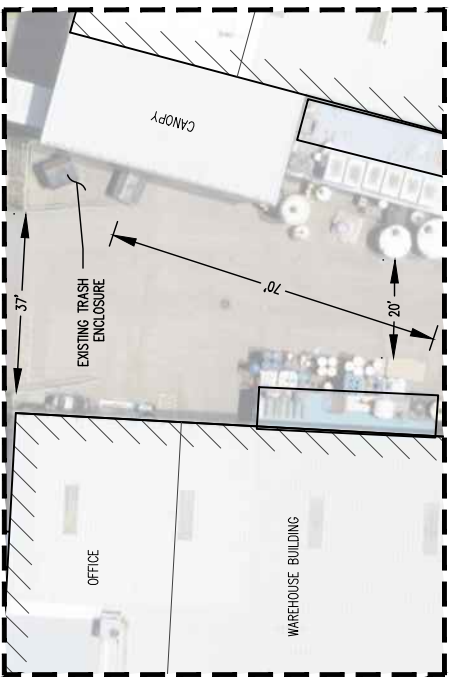 CANOPY
37'
EXISTING TRASH
ENCLOSURE
70'
20'
OFFICE
WAREHOUSE BUILDING